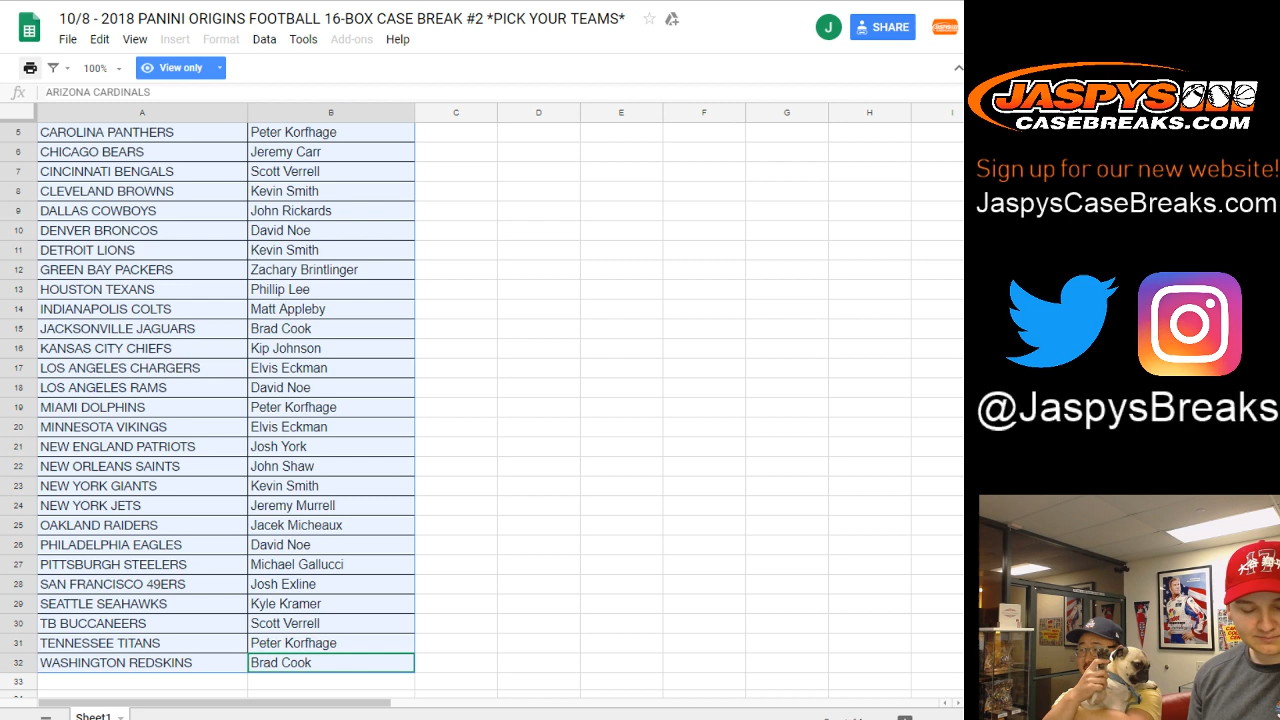 10/8 - 2018 PANINI ORIGINS FOOTBALL 16-BOX CASE BREAK #2 *PICK YOUR TEAMS*
File Edit View Insert Format Data Tools Add-ons Help
J
SHARE
100%
View only
fx ARIZONA CARDINALS
A B C D E F G H I
5 CAROLINA PANTHERS Peter Korfhage
6 CHICAGO BEARS Jeremy Carr
7 CINCINNATI BENGALS Scott Verrell
8 CLEVELAND BROWNS Kevin Smith
9 DALLAS COWBOYS John Rickards
10 DENVER BRONCOS David Noe
11 DETROIT LIONS Kevin Smith
12 GREEN BAY PACKERS Zachary Brintlinger
13 HOUSTON TEXANS Phillip Lee
14 INDIANAPOLIS COLTS Matt Appleby
15 JACKSONVILLE JAGUARS Brad Cook
16 KANSAS CITY CHIEFS Kip Johnson
17 LOS ANGELES CHARGERS Elvis Eckman
18 LOS ANGELES RAMS David Noe
19 MIAMI DOLPHINS Peter Korfhage
20 MINNESOTA VIKINGS Elvis Eckman
21 NEW ENGLAND PATRIOTS Josh York
22 NEW ORLEANS SAINTS John Shaw
23 NEW YORK GIANTS Kevin Smith
24 NEW YORK JETS Jeremy Murrell
25 OAKLAND RAIDERS Jacek Micheaux
26 PHILADELPHIA EAGLES David Noe
27 PITTSBURGH STEELERS Michael Gallucci
28 SAN FRANCISCO 49ERS Josh Exline
29 SEATTLE SEAHAWKS Kyle Kramer
30 TB BUCCANEERS Scott Verrell
31 TENNESSEE TITANS Peter Korfhage
32 WASHINGTON REDSKINS Brad Cook
33
Sheet1
JASPYS
CASEBREAKS.COM
Sign up for our new website!
JaspysCaseBreaks.com
@JaspysBreaks